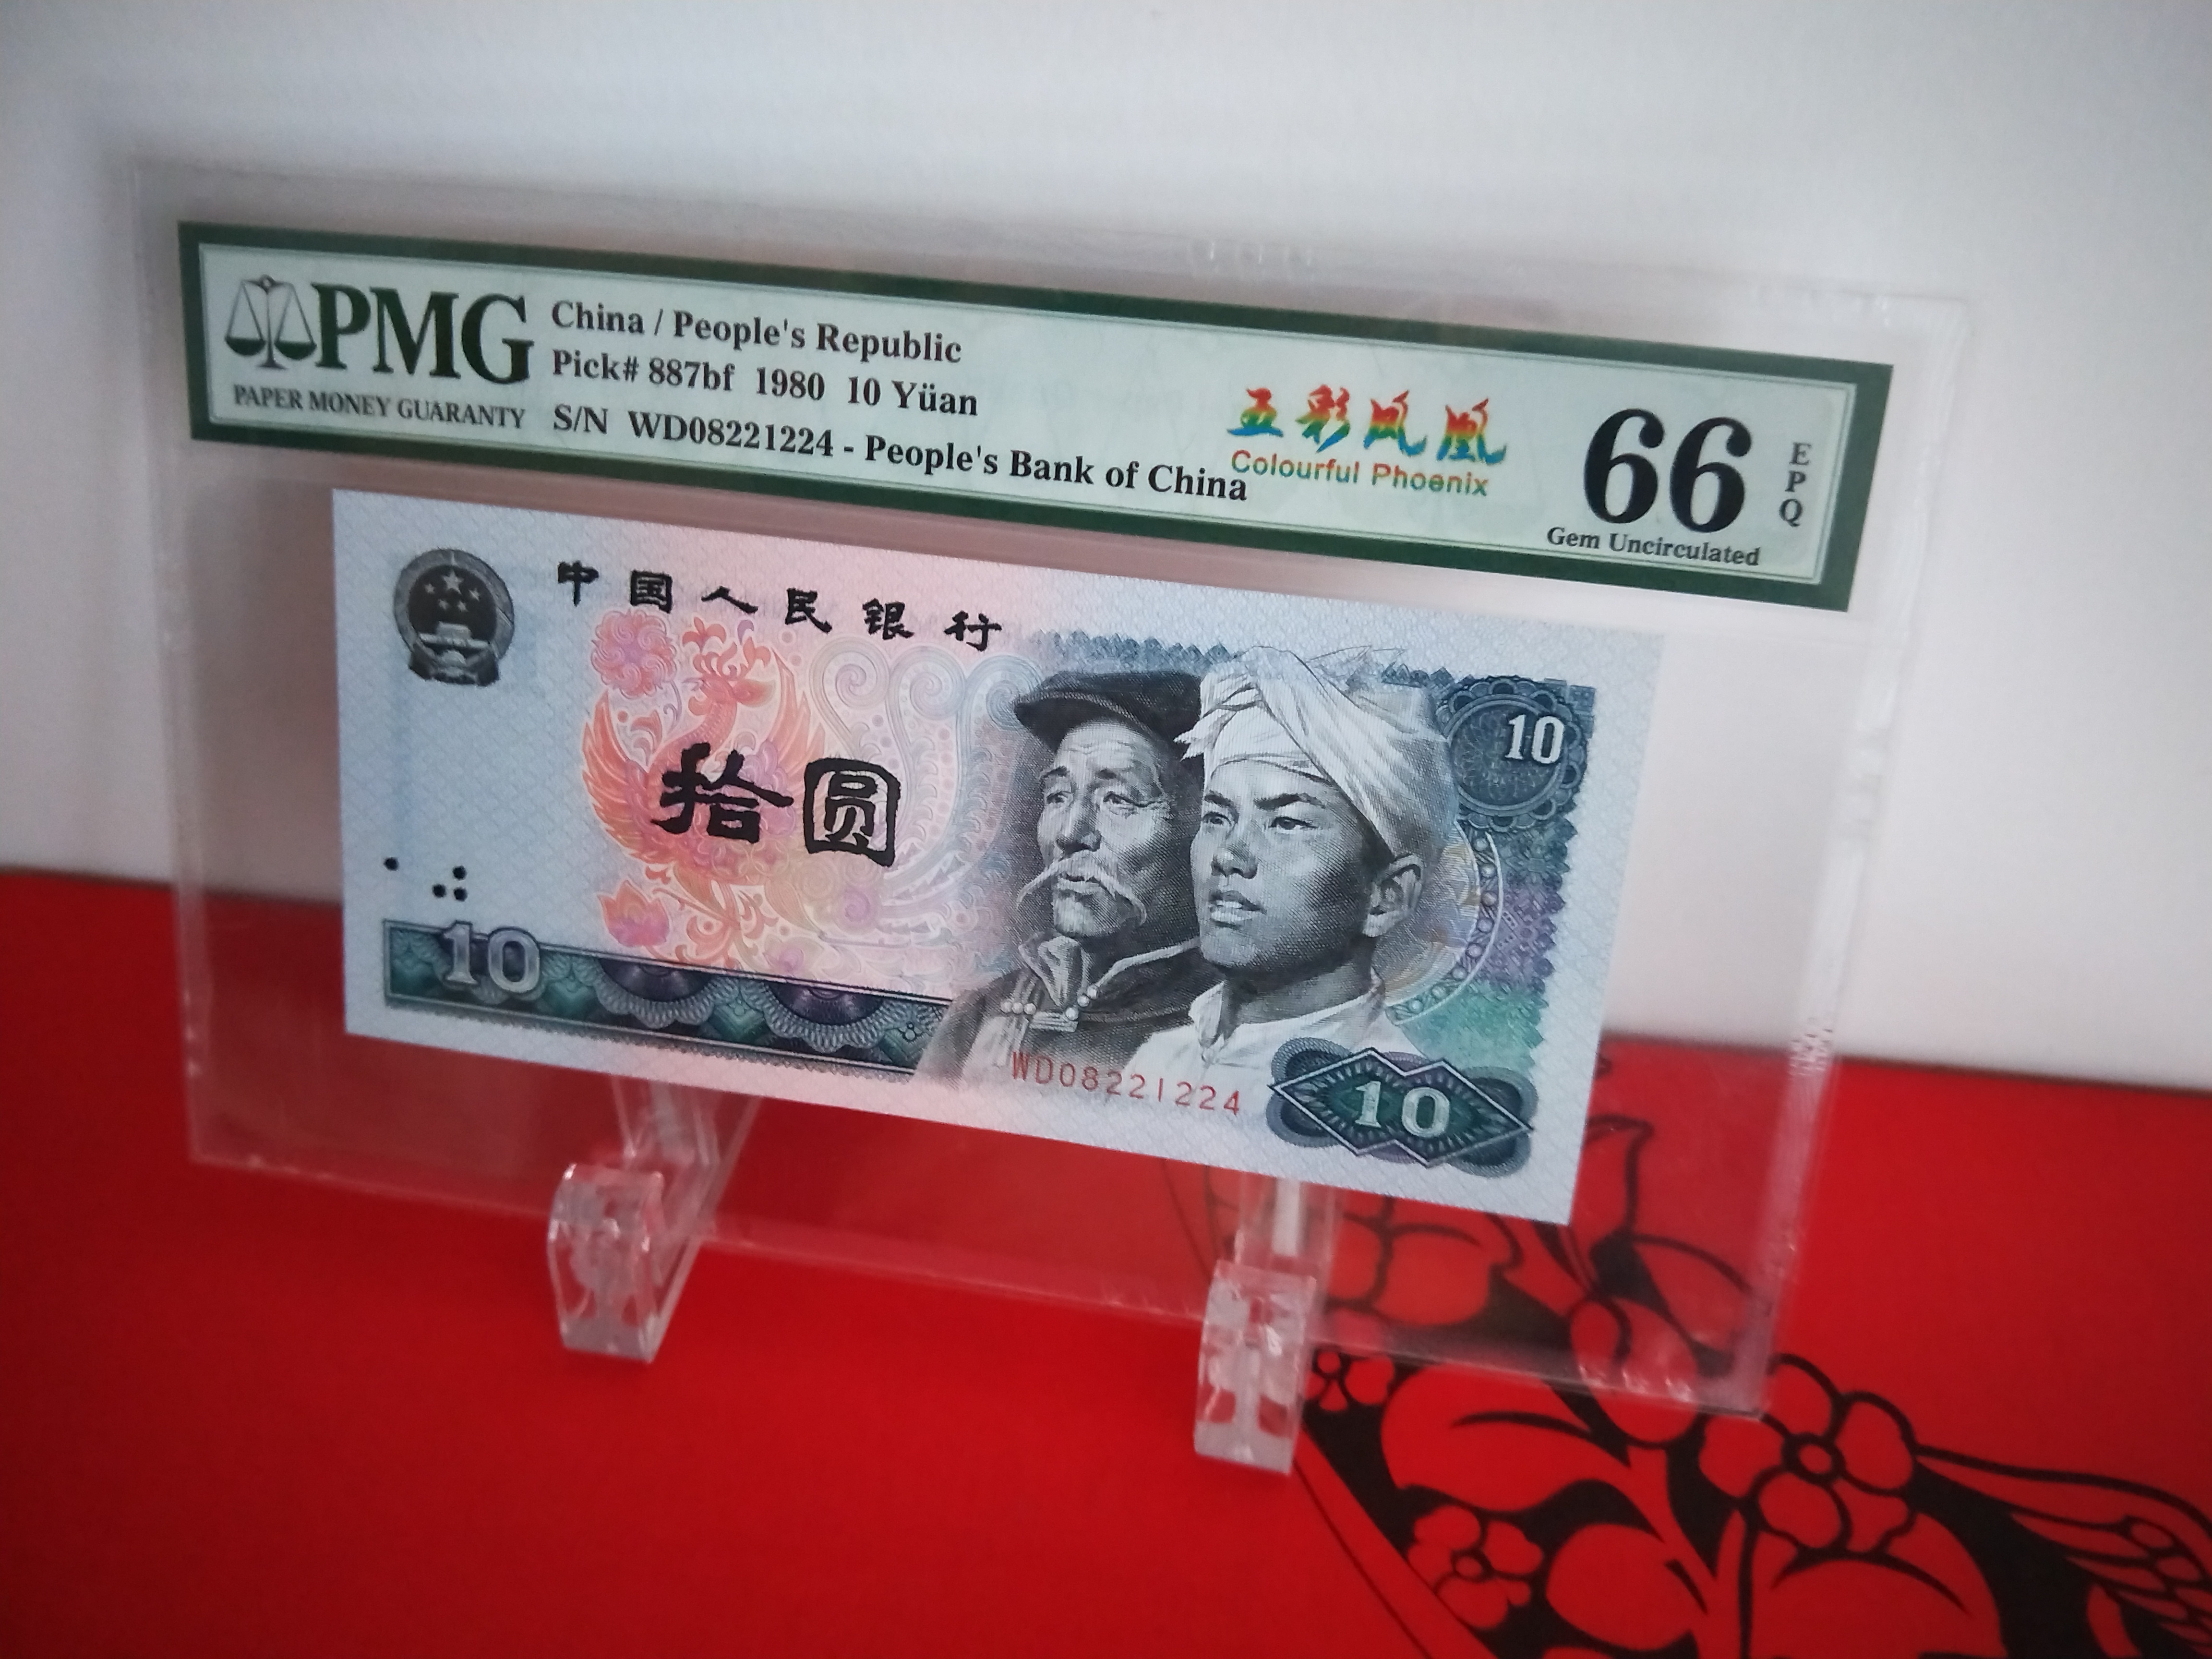 PMG
PAPER MONEY GUARANTY
China / People's Republic
Pick# 887bf 1980 10 Yüan
S/N WD08221224 - People's Bank of China
五彩凤凰
Colourful Phoenix
66
EPQ
Gem Uncirculated
中国人民银行
10
拾圆
10
WD08221224
10